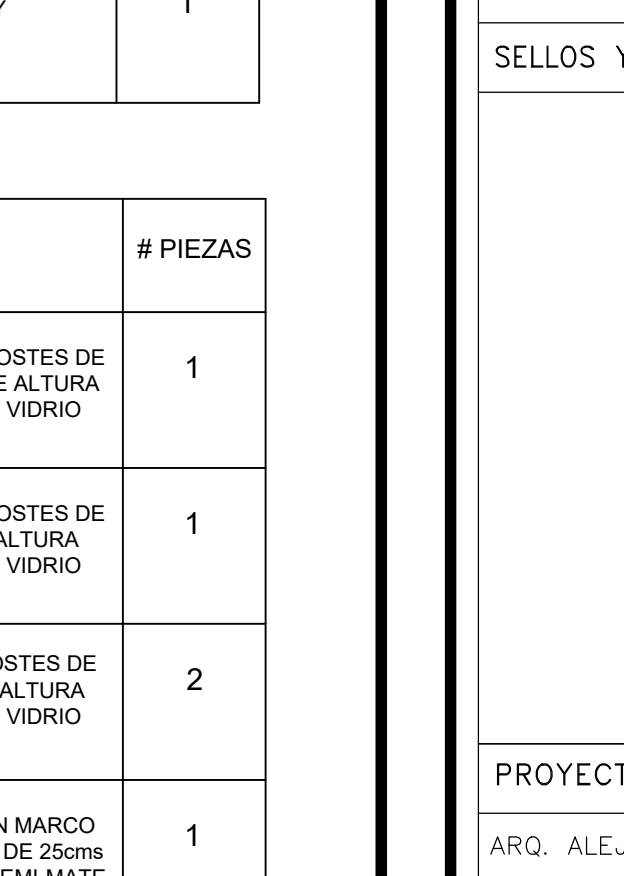 1
# PIEZAS
OSTES DE
ALTURA
VIDRIO
1
OSTES DE
ALTURA
VIDRIO
1
OSTES DE
ALTURA
VIDRIO
2
MARCO
DE 25cms
1
SELLOS Y
PROYECT
ARQ. ALEJ